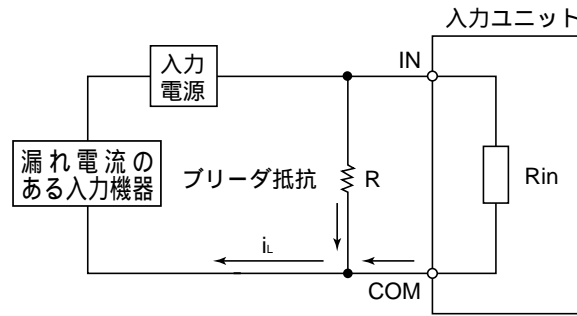 入力ユニット
入力
電源
IN
漏れ電流の
ある入力機器
ブリーダ抵抗
R
Rin
iL
COM